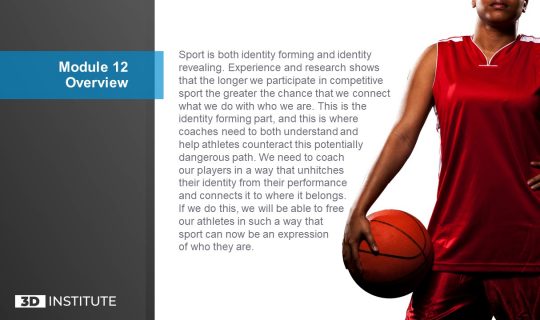 Module 12
Overview
Sport is both identity forming and identity
revealing. Experience and research shows
that the longer we participate in competitive
sport the greater the chance that we connect
what we do with who we are. This is the
identity forming part, and this is where
coaches need to both understand and
help athletes counteract this potentially
dangerous path. We need to coach
our players in a way that unhitches
their identity from their performance
and connects it to where it belongs.
If we do this, we will be able to free
our athletes in such a way that
sport can now be an expression
of who they are.
3D INSTITUTE